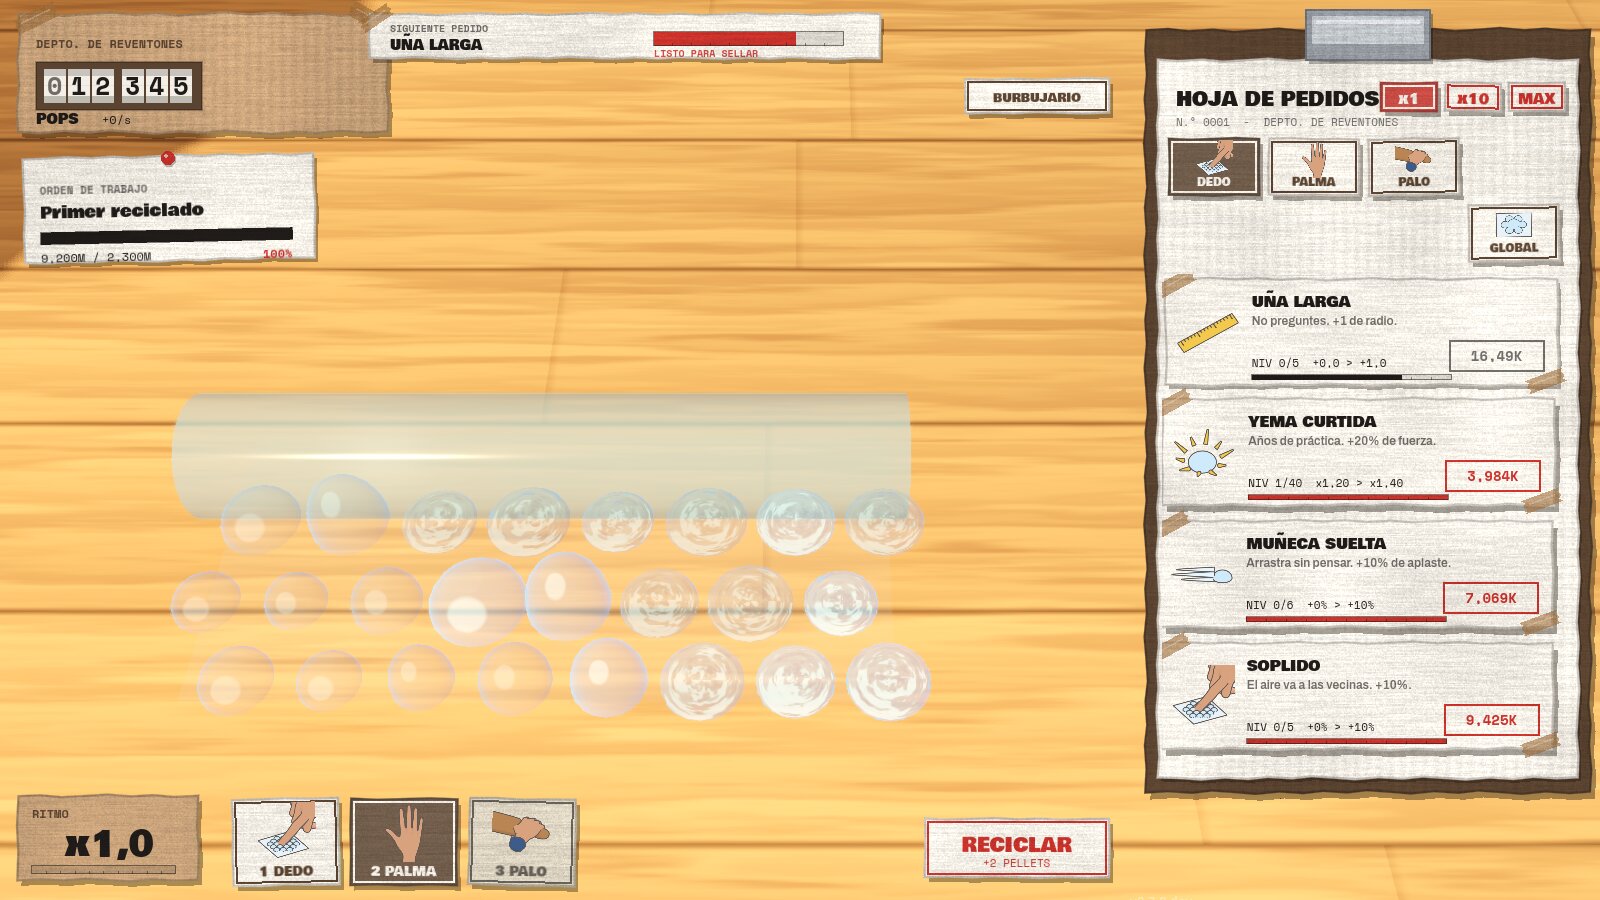 DEPTO. DE REVENTONES
012345
POPS +0/s
SIGUIENTE PEDIDO
UÑA LARGA
LISTO PARA SELLAR
BURBUJARIO
ORDEN DE TRABAJO
Primer reciclado
9,200M / 2,300M 100%
HOJA DE PEDIDOS x1 x10 MAX
N.° 0001 - DEPTO. DE REVENTONES
DEDO PALMA PALO
GLOBAL
UÑA LARGA
No preguntes. +1 de radio.
NIV 0/5 +0,0 > +1,0
16,49K
YEMA CURTIDA
Años de práctica. +20% de fuerza.
NIV 1/40 x1,20 > x1,40
3,984K
MUÑECA SUELTA
Arrastra sin pensar. +10% de aplaste.
NIV 0/6 +0% > +10%
7,069K
SOPLIDO
El aire va a las vecinas. +10%.
NIV 0/5 +0% > +10%
9,425K
RITMO
x1,0
1 DEDO 2 PALMA 3 PALO
RECICLAR
+2 PELLETS